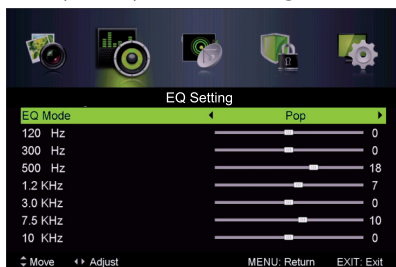 EQ Setting
EQ Mode Pop
120 Hz 0
300 Hz 0
500 Hz 18
1.2 KHz 7
3.0 KHz 0
7.5 KHz 10
10 KHz 0
Move Adjust MENU: Return EXIT: Exit